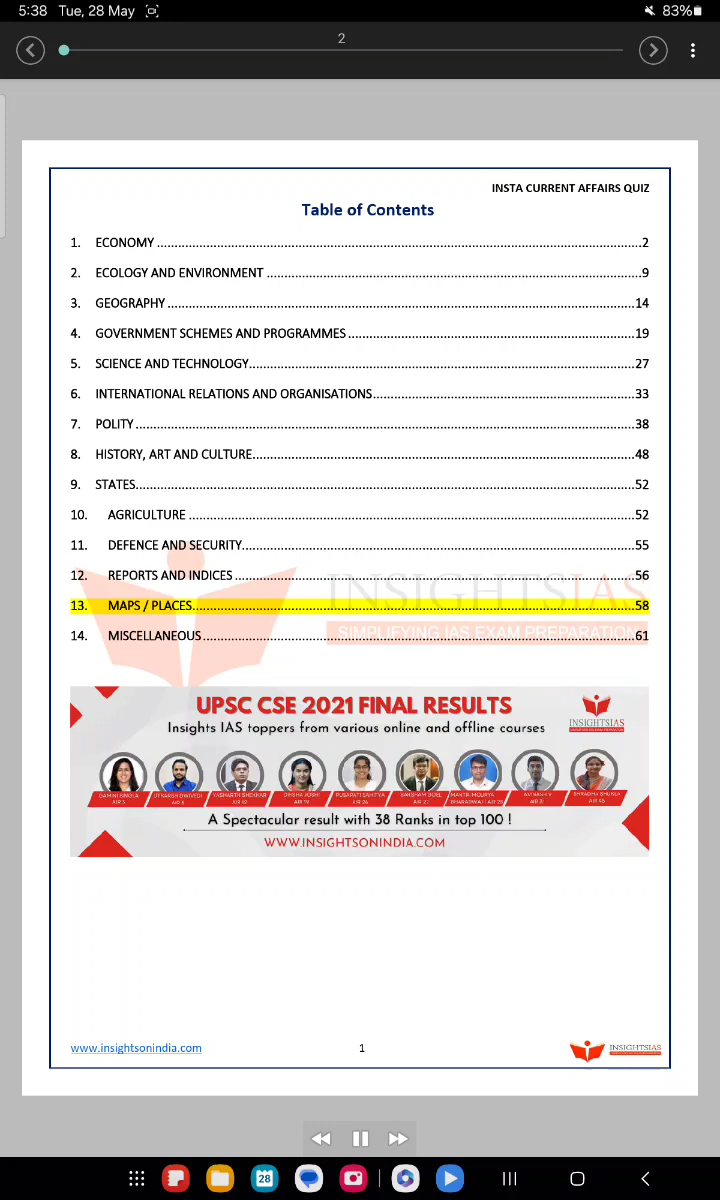 5:38 Tue, 28 May
83%
2
INSTA CURRENT AFFAIRS QUIZ
Table of Contents
1. ECONOMY ........ 2
2. ECOLOGY AND ENVIRONMENT ........ 9
3. GEOGRAPHY ........ 14
4. GOVERNMENT SCHEMES AND PROGRAMMES ........ 19
5. SCIENCE AND TECHNOLOGY ........ 27
6. INTERNATIONAL RELATIONS AND ORGANISATIONS ........ 33
7. POLITY ........ 38
8. HISTORY, ART AND CULTURE ........ 48
9. STATES ........ 52
10. AGRICULTURE ........ 52
11. DEFENCE AND SECURITY ........ 55
12. REPORTS AND INDICES ........ 56
13. MAPS / PLACES ........ 58
14. MISCELLANEOUS ........ 61
INSIGHTSIAS
SIMPLIFYING IAS EXAM PREPARATION
UPSC CSE 2021 FINAL RESULTS
INSIGHTSIAS
Insights IAS toppers from various online and offline courses
GAMINI SINGLA
YASHARTH SHEKHAR
A Spectacular result with 38 Ranks in top 100 !
WWW.INSIGHTSONINDIA.COM
www.insightsonindia.com
1
INSIGHTSIAS
28